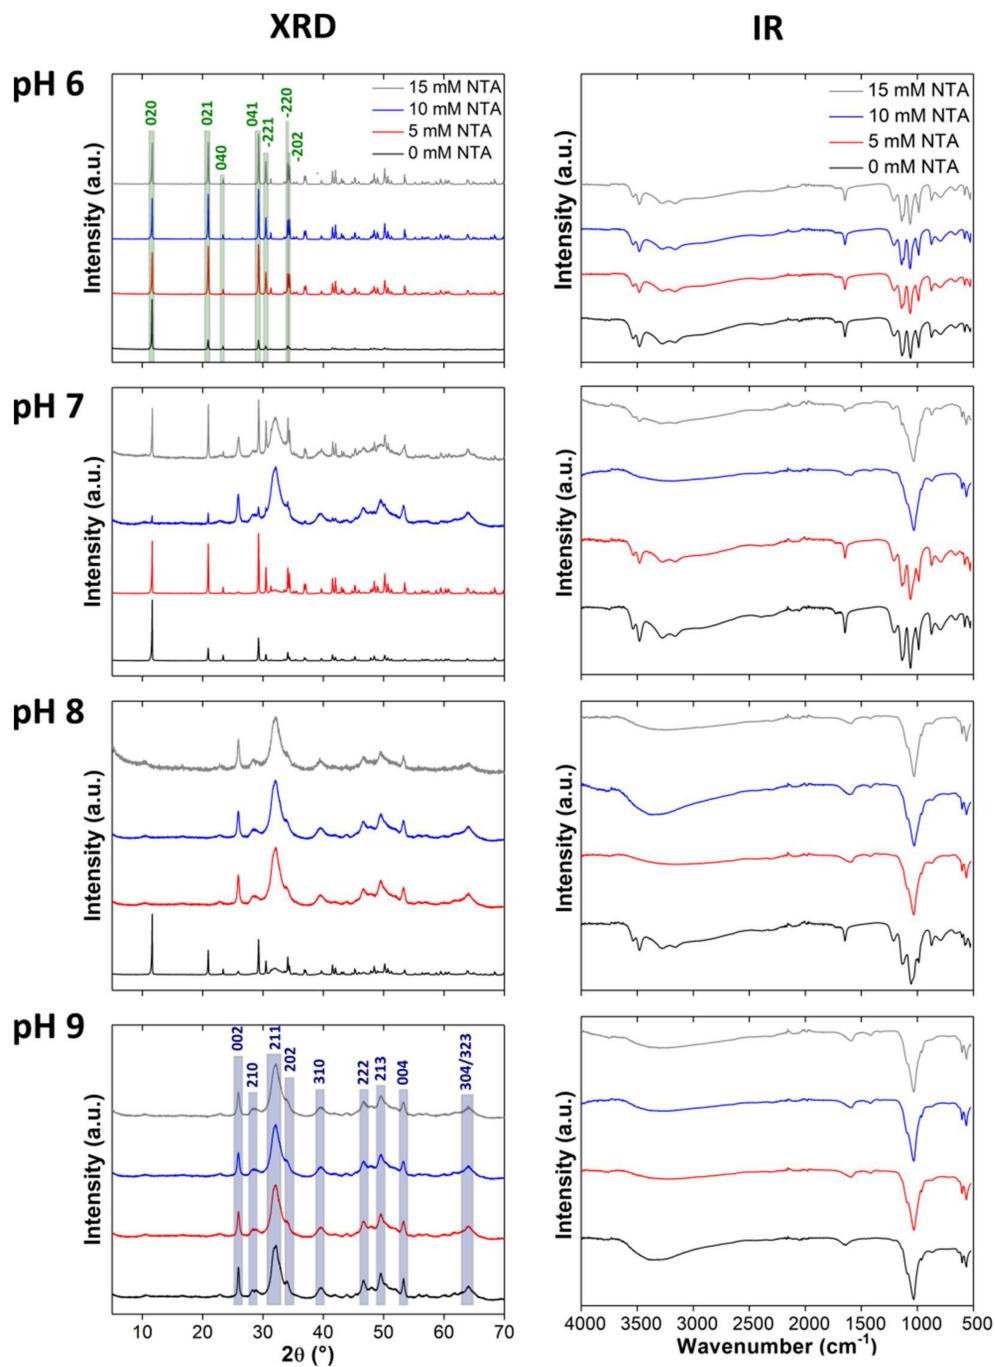 XRD
IR
pH 6
020
021
040
041
-221
-220
-202
15 mM NTA
10 mM NTA
5 mM NTA
0 mM NTA
Intensity (a.u.)
15 mM NTA
10 mM NTA
5 mM NTA
0 mM NTA
Intensity (a.u.)
pH 7
Intensity (a.u.)
Intensity (a.u.)
pH 8
Intensity (a.u.)
Intensity (a.u.)
pH 9
002
210
211
202
310
222
213
004
304/323
Intensity (a.u.)
Intensity (a.u.)
10 20 30 40 50 60 70
2θ (°)
4000 3500 3000 2500 2000 1500 1000 500
Wavenumber (cm⁻¹)